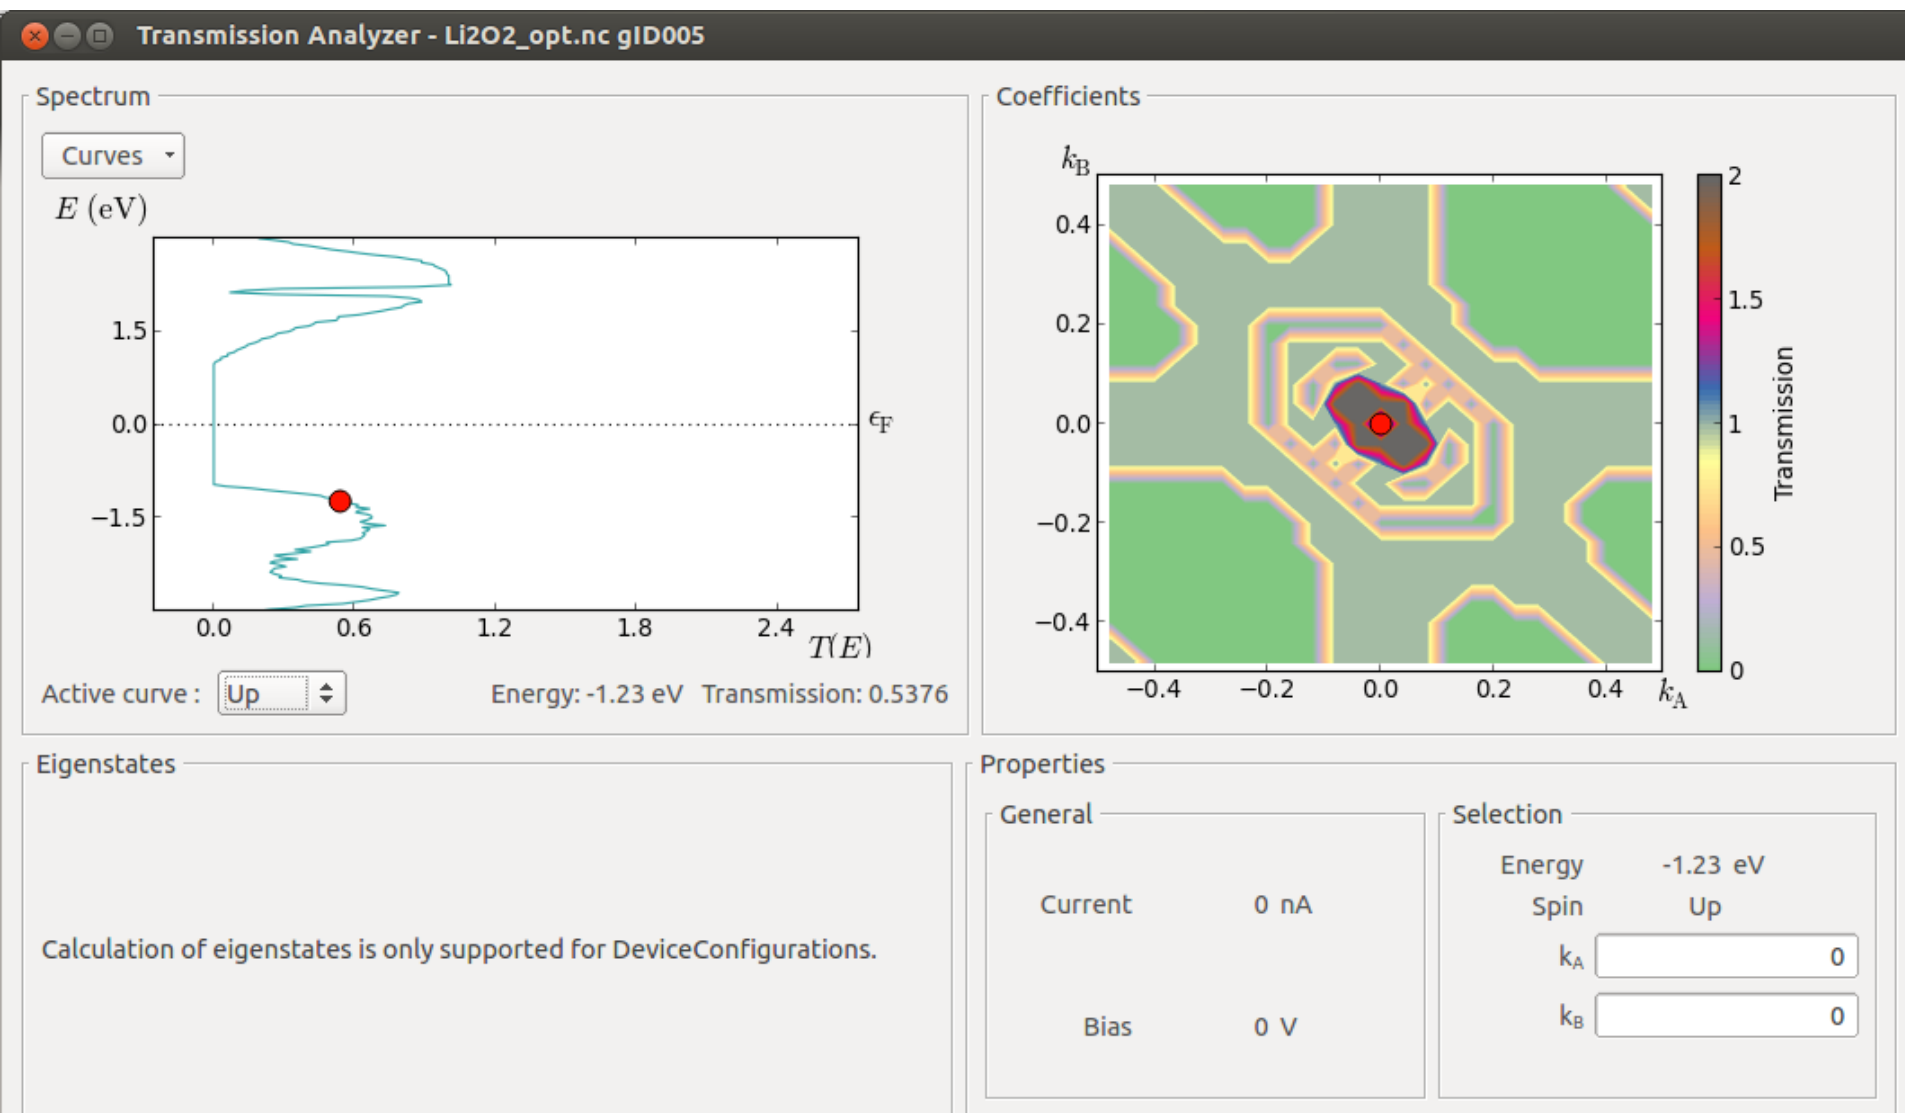 Transmission Analyzer - Li2O2_opt.nc gID005
Spectrum
Curves
E (eV)
1.5
0.0
−1.5
ϵF
0.0 0.6 1.2 1.8 2.4
T(E)
Active curve : Up Energy: -1.23 eV Transmission: 0.5376
Coefficients
kB
0.4
0.2
0.0
−0.2
−0.4
−0.4 −0.2 0.0 0.2 0.4
kA
2
1.5
1
0.5
0
Transmission
Eigenstates
Calculation of eigenstates is only supported for DeviceConfigurations.
Properties
General
Current 0 nA
Bias 0 V
Selection
Energy -1.23 eV
Spin Up
kA 0
kB 0